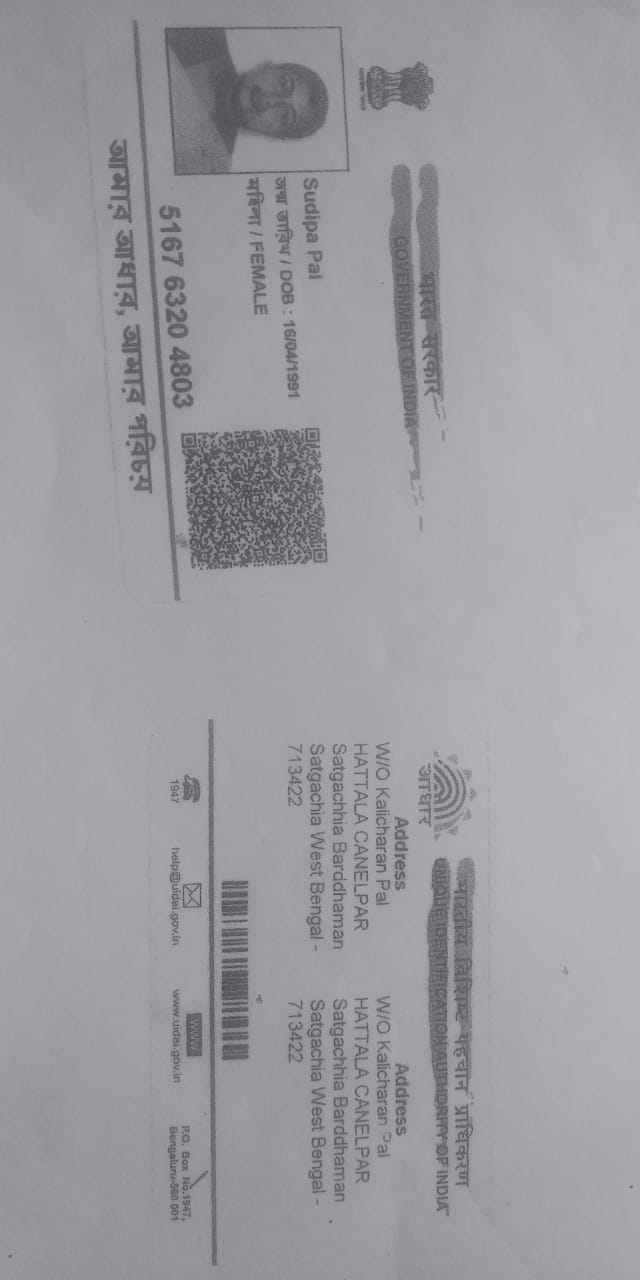 भारत सरकार
GOVERNMENT OF INDIA
Sudipa Pal
জন্ম তারিখ / DOB : 16/04/1991
মহিলা / FEMALE
5167 6320 4803
আমার আধার, আমার পরিচয়
आधार
भारतीय विशिष्ट पहचान प्राधिकरण
UNIQUE IDENTIFICATION AUTHORITY OF INDIA
Address
W/O Kalicharan Pal
HATTALA CANELPAR
Satgachhia Barddhaman
Satgachia West Bengal -
713422
Address
W/O Kalicharan Pal
HATTALA CANELPAR
Satgachhia Barddhaman
Satgachia West Bengal -
713422
1947
help@uidai.gov.in
WWW
www.uidai.gov.in
P.O. Box No.1947,
Bengaluru-560 001